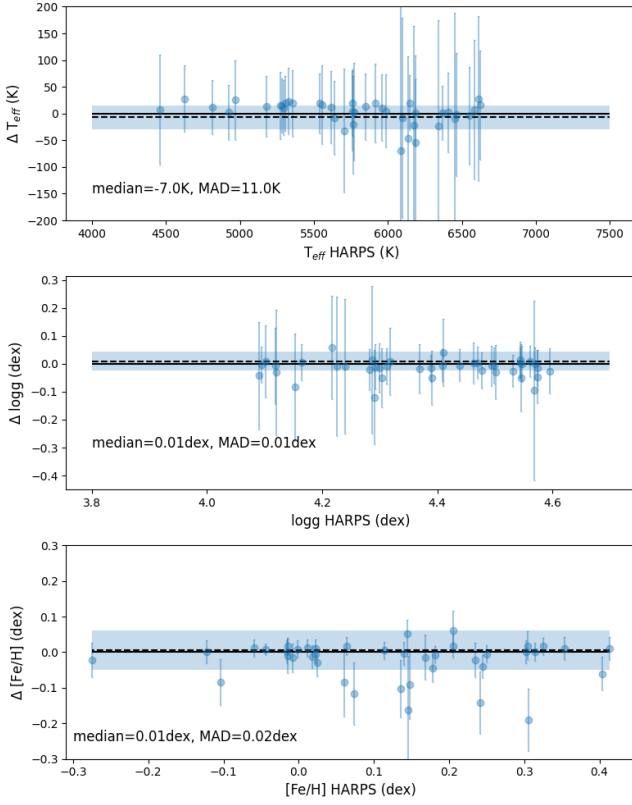 200
150
100
50
0
−50
−100
−150
−200
Δ T_eff (K)
median=-7.0K, MAD=11.0K
4000 4500 5000 5500 6000 6500 7000 7500
T_eff HARPS (K)
0.3
0.2
0.1
0.0
−0.1
−0.2
−0.3
−0.4
Δ logg (dex)
median=0.01dex, MAD=0.01dex
3.8 4.0 4.2 4.4 4.6
logg HARPS (dex)
0.3
0.2
0.1
0.0
−0.1
−0.2
−0.3
Δ [Fe/H] (dex)
median=0.01dex, MAD=0.02dex
−0.3 −0.2 −0.1 0.0 0.1 0.2 0.3 0.4
[Fe/H] HARPS (dex)